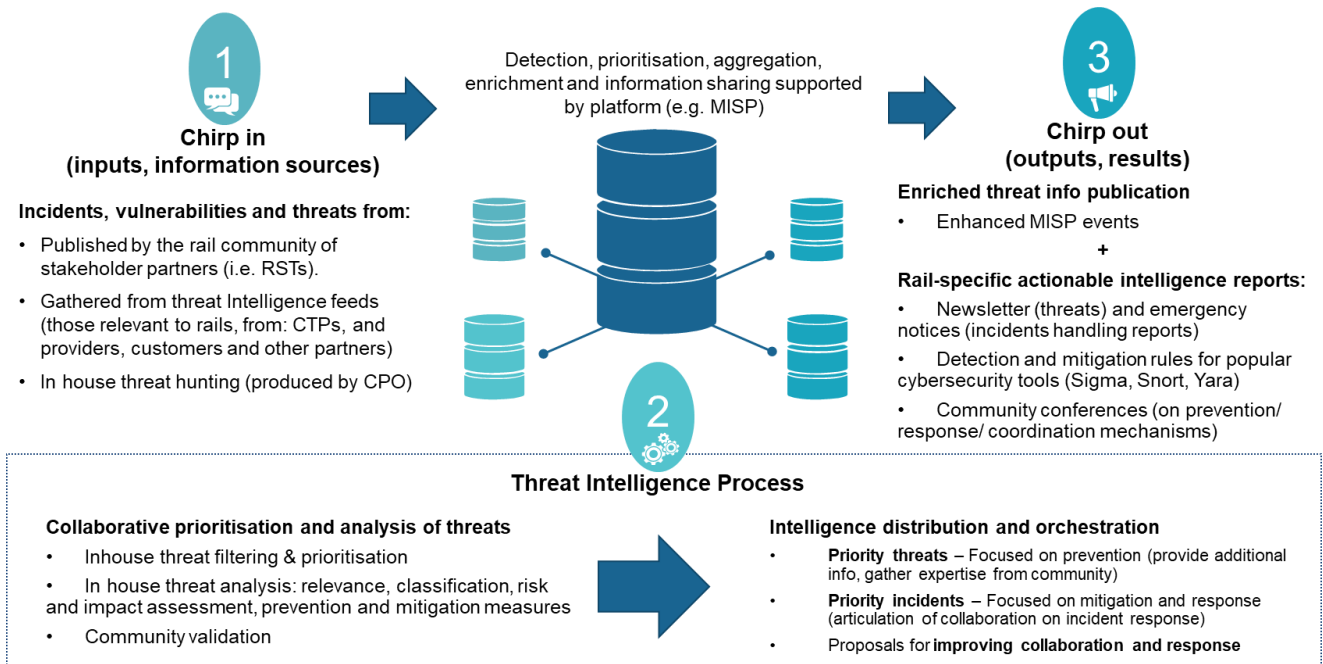 1
Chirp in
(inputs, information sources)
Incidents, vulnerabilities and threats from:
• Published by the rail community of
stakeholder partners (i.e. RSTs).
• Gathered from threat Intelligence feeds
(those relevant to rails, from: CTPs, and
providers, customers and other partners)
• In house threat hunting (produced by CPO)
Detection, prioritisation, aggregation,
enrichment and information sharing supported
by platform (e.g. MISP)
3
Chirp out
(outputs, results)
Enriched threat info publication
• Enhanced MISP events
+
Rail-specific actionable intelligence reports:
• Newsletter (threats) and emergency
notices (incidents handling reports)
• Detection and mitigation rules for popular
cybersecurity tools (Sigma, Snort, Yara)
• Community conferences (on prevention/
response/ coordination mechanisms)
2
Threat Intelligence Process
Collaborative prioritisation and analysis of threats
• Inhouse threat filtering & prioritisation
• In house threat analysis: relevance, classification, risk
and impact assessment, prevention and mitigation measures
• Community validation
Intelligence distribution and orchestration
• Priority threats – Focused on prevention (provide additional
info, gather expertise from community)
• Priority incidents – Focused on mitigation and response
(articulation of collaboration on incident response)
• Proposals for improving collaboration and response